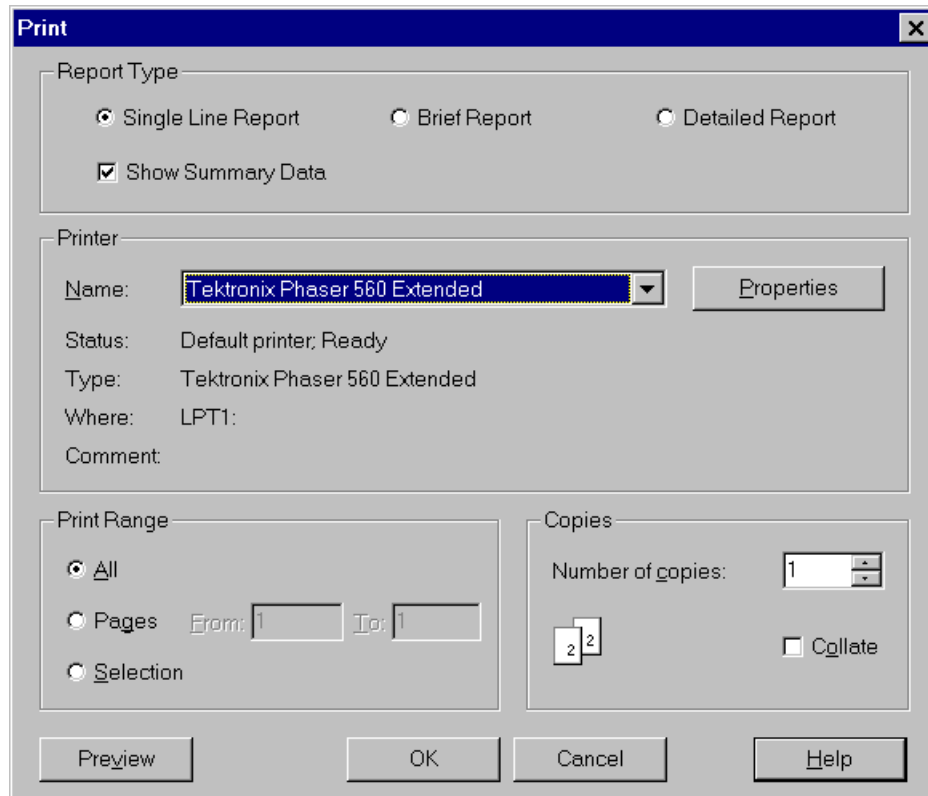 Print
Report Type
Single Line Report Brief Report Detailed Report
Show Summary Data
Printer
Name: Tektronix Phaser 560 Extended Properties
Status: Default printer; Ready
Type: Tektronix Phaser 560 Extended
Where: LPT1:
Comment:
Print Range
All
Pages From: 1 To: 1
Selection
Copies
Number of copies: 1
2 2
Collate
Preview OK Cancel Help